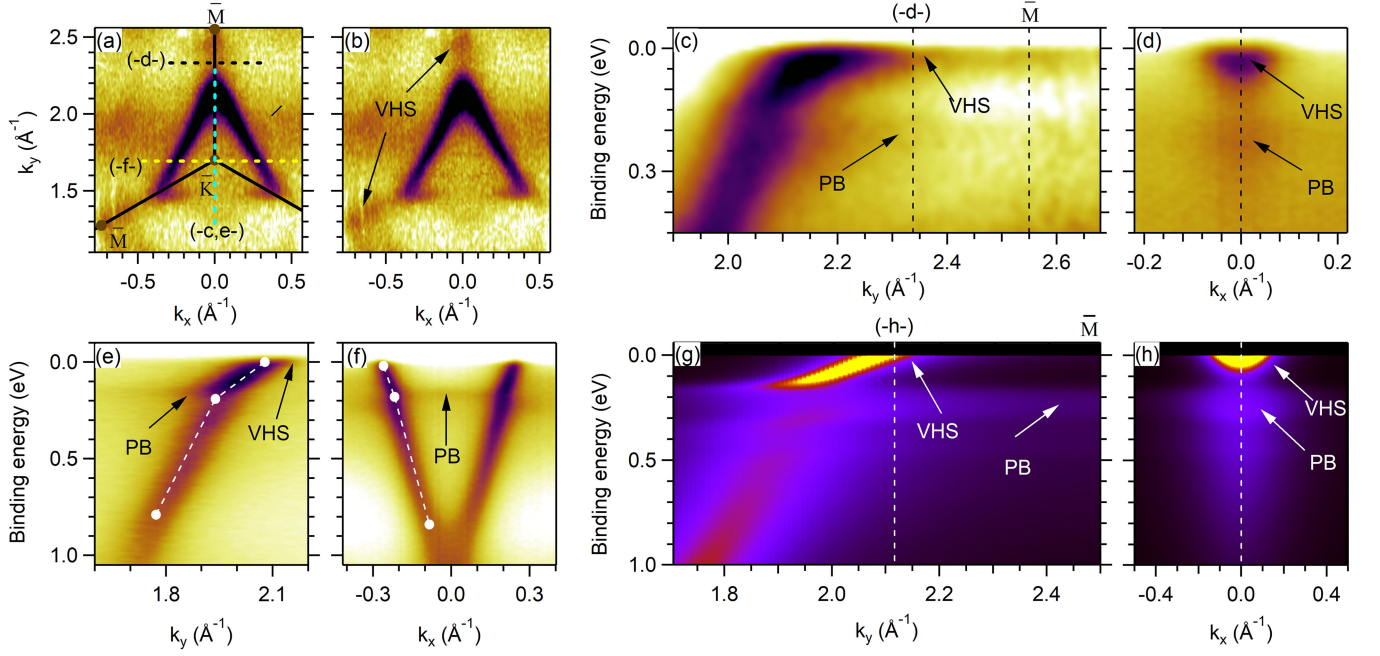 M̅
(a)
(-d-)
(-f-)
K̅
M̅
(-c,e-)
2.5
2.0
1.5
k_y (Å⁻¹)
-0.5 0.0 0.5
k_x (Å⁻¹)
(b)
VHS
-0.5 0.0 0.5
k_x (Å⁻¹)
(-d-) M̅
(c)
VHS
PB
0.0
0.3
Binding energy (eV)
2.0 2.2 2.4 2.6
k_y (Å⁻¹)
(d)
VHS
PB
-0.2 0.0 0.2
k_x (Å⁻¹)
(e)
PB
VHS
0.0
0.5
1.0
Binding energy (eV)
1.8 2.1
k_y (Å⁻¹)
(f)
PB
-0.3 0.0 0.3
k_x (Å⁻¹)
(-h-) M̅
(g)
VHS
PB
0.0
0.5
1.0
Binding energy (eV)
1.8 2.0 2.2 2.4
k_y (Å⁻¹)
(h)
VHS
PB
-0.4 0.0 0.4
k_x (Å⁻¹)